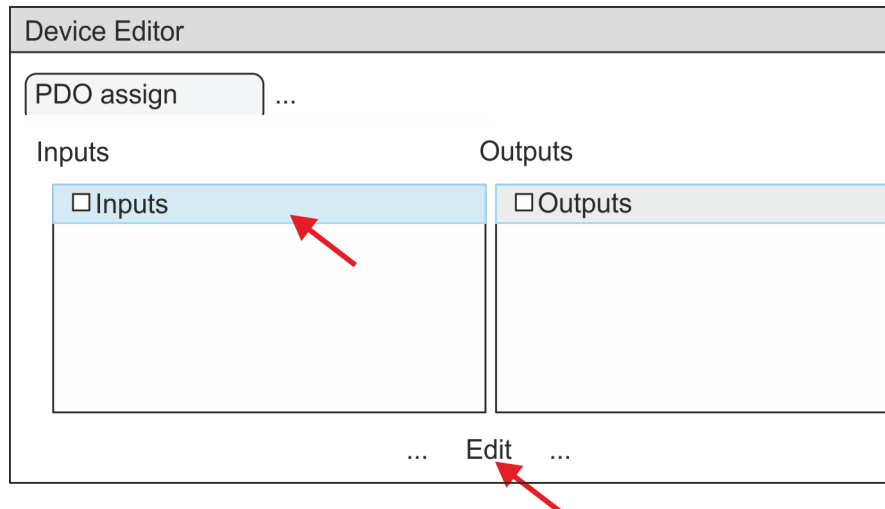 Device Editor
PDO assign ...
Inputs Outputs
Inputs Outputs
... Edit ...